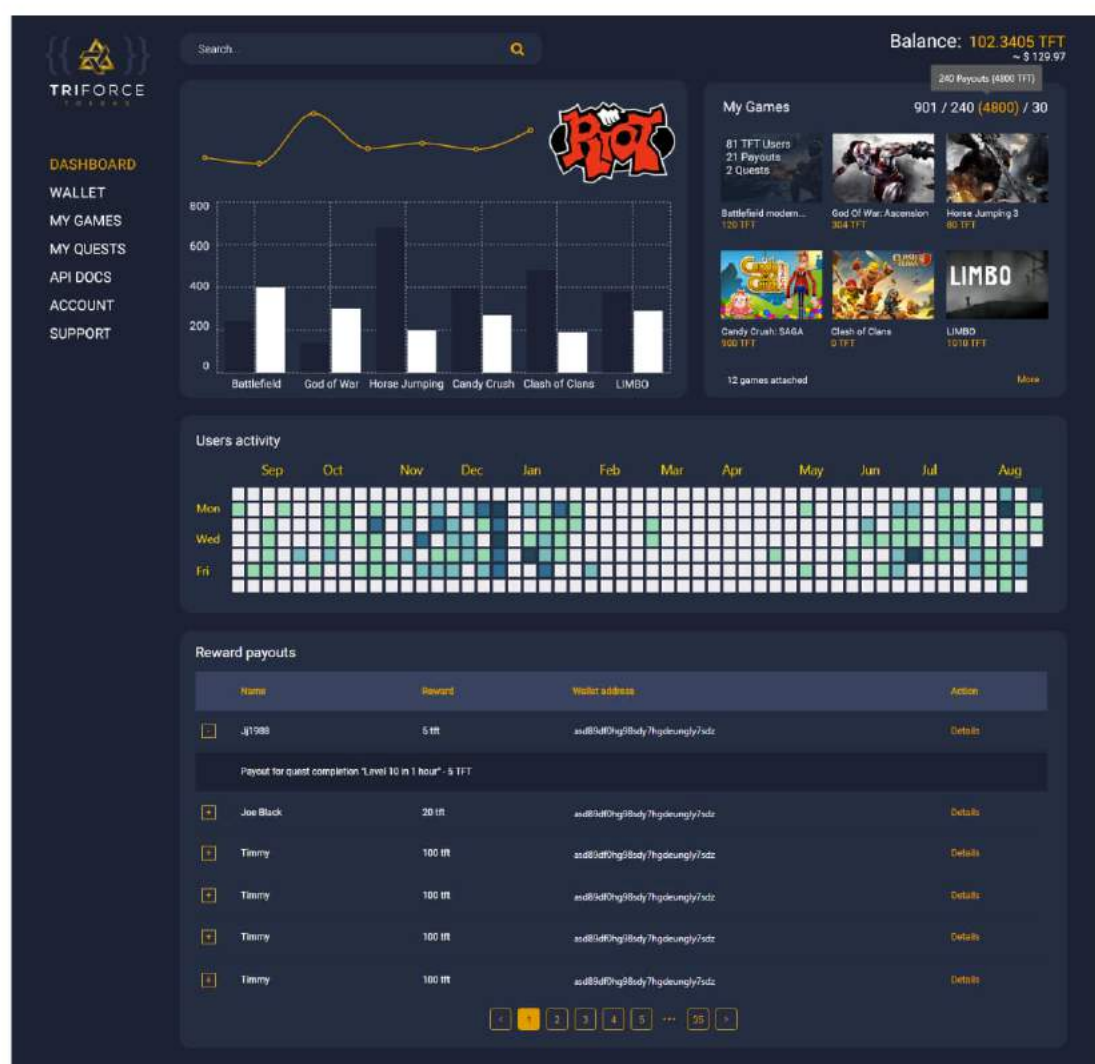 TRIFORCE
TOKENS
Search...
Balance: 102.3405 TFT
~ $ 129.97
240 Payouts (4800 TFT)
DASHBOARD
WALLET
MY GAMES
MY QUESTS
API DOCS
ACCOUNT
SUPPORT
RIOT
800
600
400
200
0
Battlefield God of War Horse Jumping Candy Crush Clash of Clans LIMBO
My Games 901 / 240 (4800) / 30
81 TFT Users
21 Payouts
2 Quests
Battlefield modern... God Of War: Ascension Horse Jumping 3
120 TFT 304 TFT 80 TFT
Candy Crush
LIMBO
Candy Crush: SAGA Clash of Clans LIMBO
900 TFT 0 TFT 1010 TFT
12 games attached More
Users activity
Sep Oct Nov Dec Jan Feb Mar Apr May Jun Jul Aug
Mon
Wed
Fri
Reward payouts
Name Reward Wallet address Action
- Jj1988 5 tft asd89df0hg98sdy7hgdeungly7sdz Details
Payout for quest completion "Level 10 in 1 hour" - 5 TFT
+ Joe Black 20 tft asd89df0hg98sdy7hgdeungly7sdz Details
+ Timmy 100 tft asd89df0hg98sdy7hgdeungly7sdz Details
+ Timmy 100 tft asd89df0hg98sdy7hgdeungly7sdz Details
+ Timmy 100 tft asd89df0hg98sdy7hgdeungly7sdz Details
+ Timmy 100 tft asd89df0hg98sdy7hgdeungly7sdz Details
< 1 2 3 4 5 ••• >